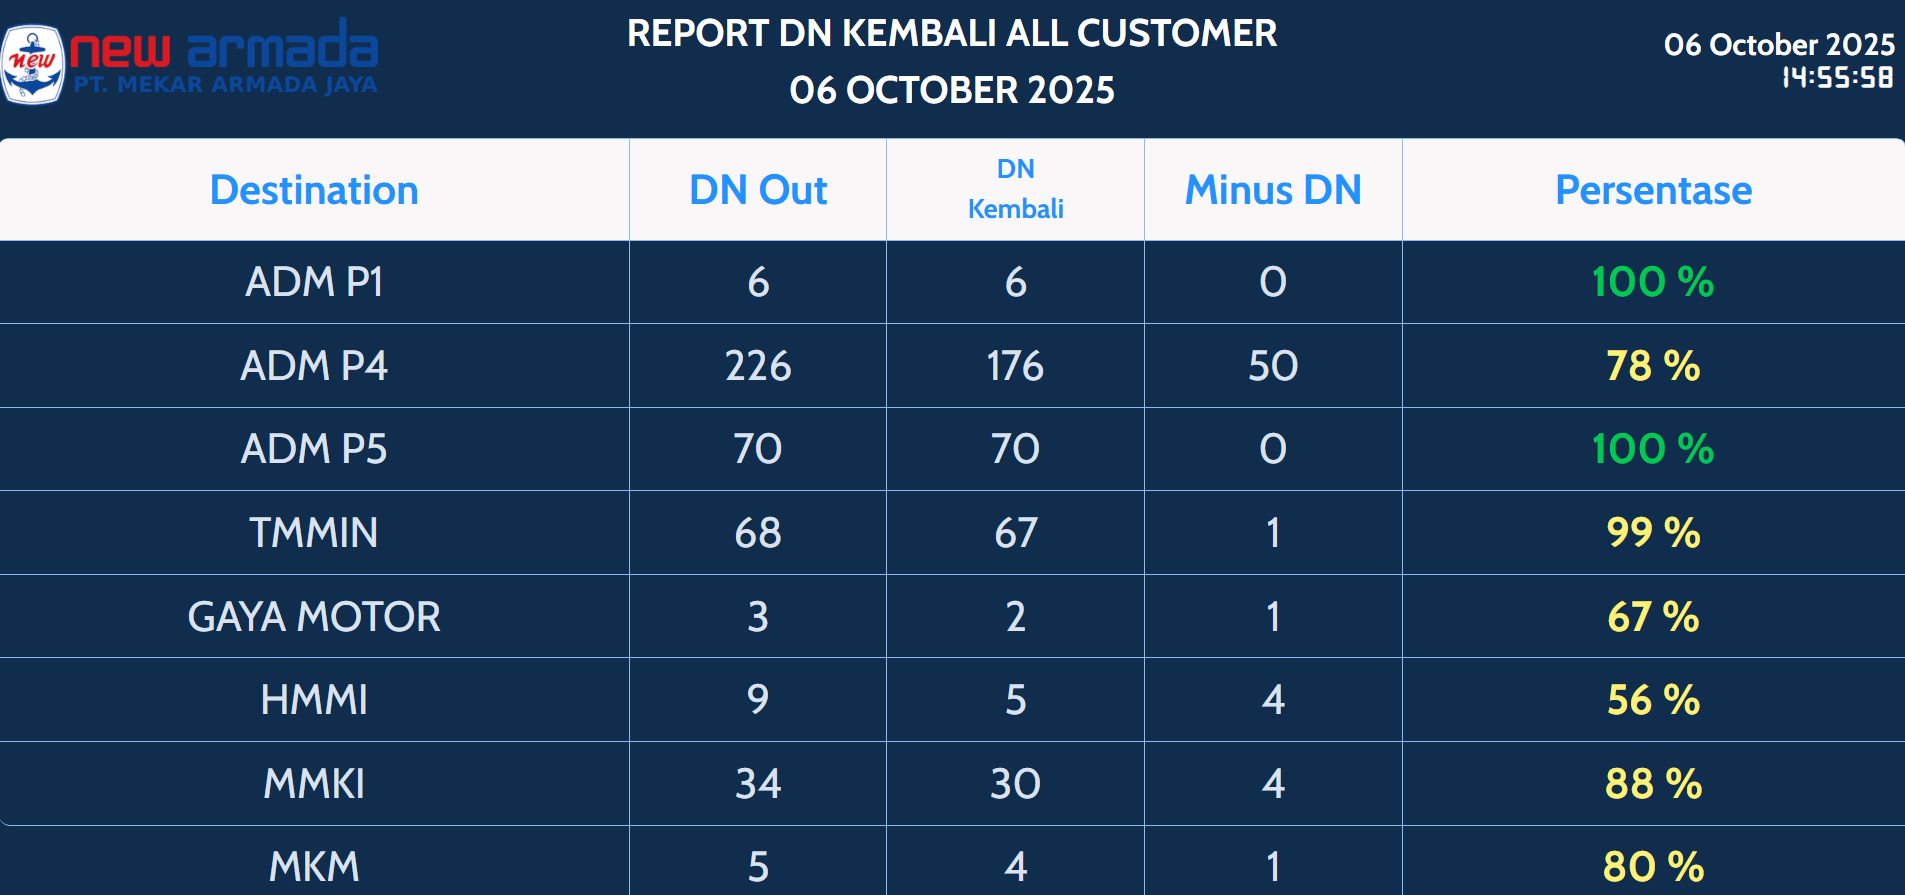 new
new armada
PT. MEKAR ARMADA JAYA
REPORT DN KEMBALI ALL CUSTOMER
06 OCTOBER 2025
06 October 2025
14:55:58
Destination DN Out DN Kembali Minus DN Persentase
ADM P1 6 6 0 100 %
ADM P4 226 176 50 78 %
ADM P5 70 70 0 100 %
TMMIN 68 67 1 99 %
GAYA MOTOR 3 2 1 67 %
HMMI 9 5 4 56 %
MMKI 34 30 4 88 %
MKM 5 4 1 80 %